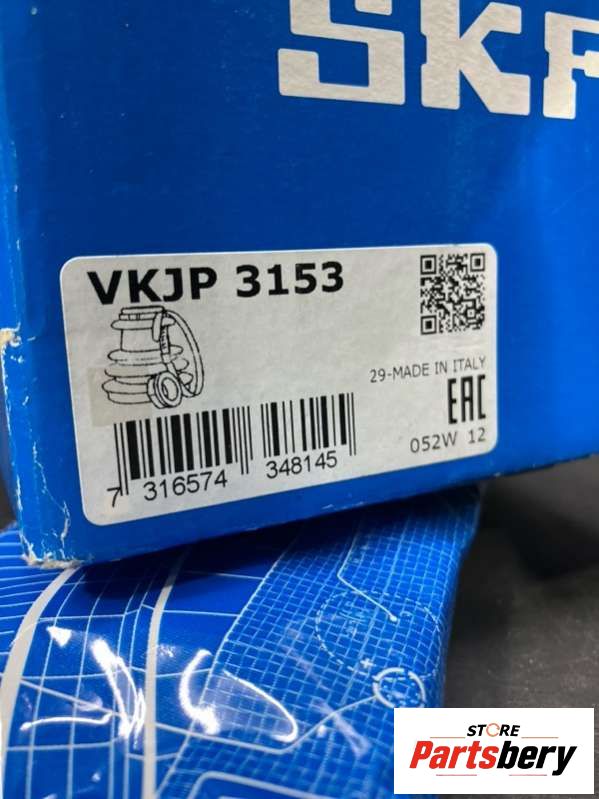 SKF
VKJP 3153
29-MADE IN ITALY
EAC
052W 12
7 316574 348145
STORE
Partsbery